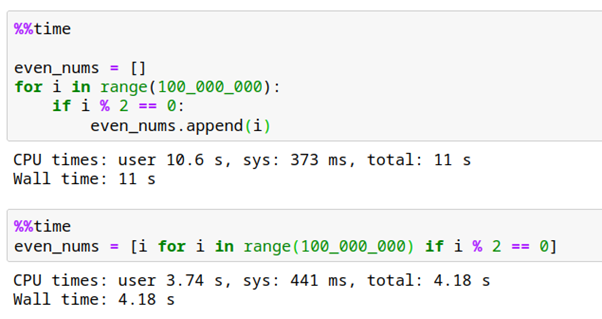 %%time
even_nums = []
for i in range(100_000_000):
    if i % 2 == 0:
        even_nums.append(i)
CPU times: user 10.6 s, sys: 373 ms, total: 11 s
Wall time: 11 s
%%time
even_nums = [i for i in range(100_000_000) if i % 2 == 0]
CPU times: user 3.74 s, sys: 441 ms, total: 4.18 s
Wall time: 4.18 s